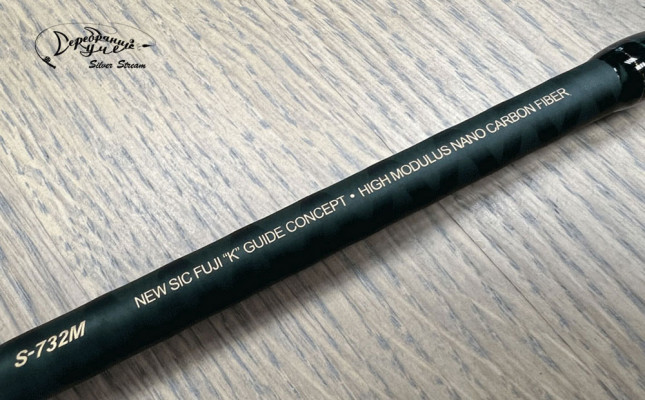 Серебряный
ручей
Silver Stream
NEW SIC FUJI "K" GUIDE CONCEPT • HIGH MODULUS NANO CARBON FIBER
S-732M